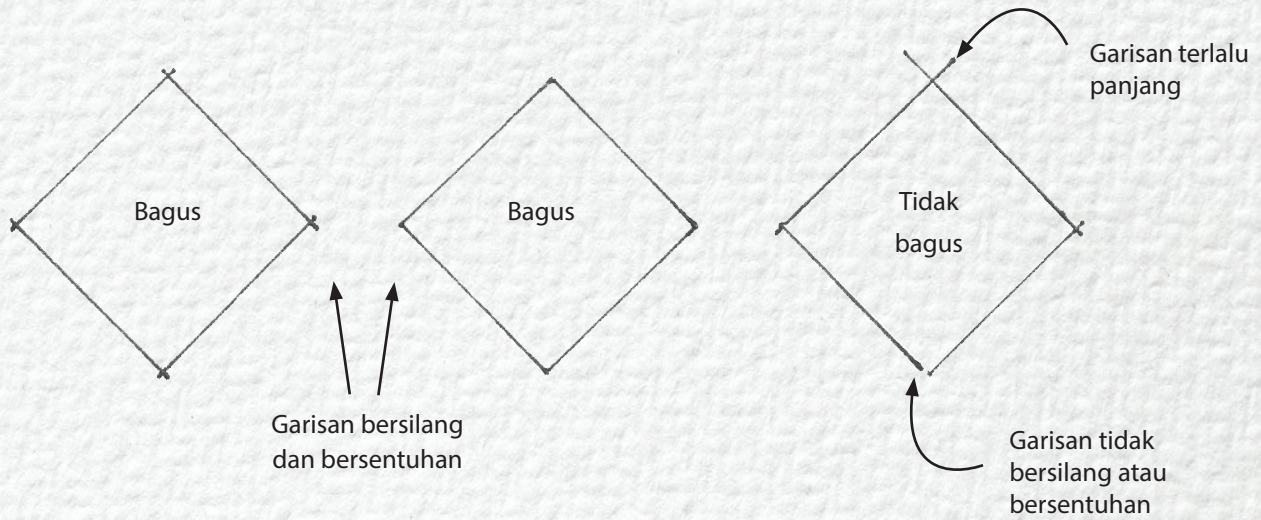 Bagus
Bagus
Tidak
bagus
Garisan terlalu
panjang
Garisan bersilang
dan bersentuhan
Garisan tidak
bersilang atau
bersentuhan